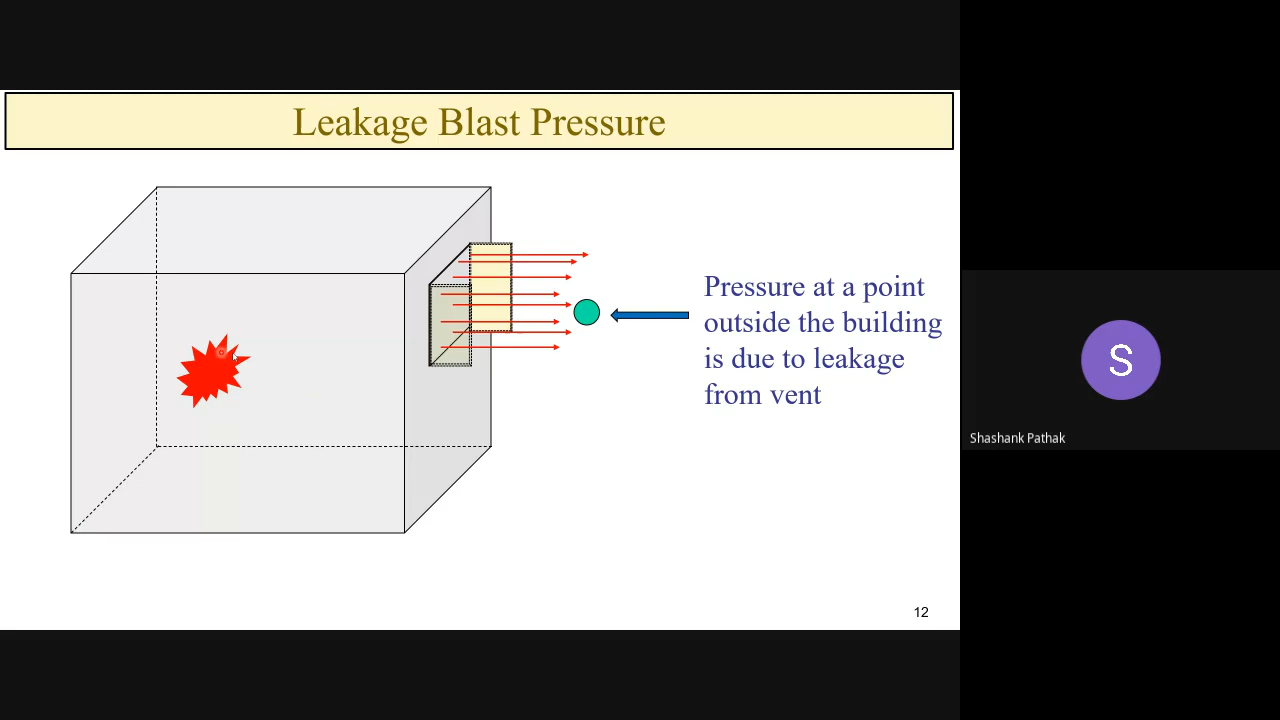 Leakage Blast Pressure
Pressure at a point
outside the building
is due to leakage
from vent
12
S
Shashank Pathak